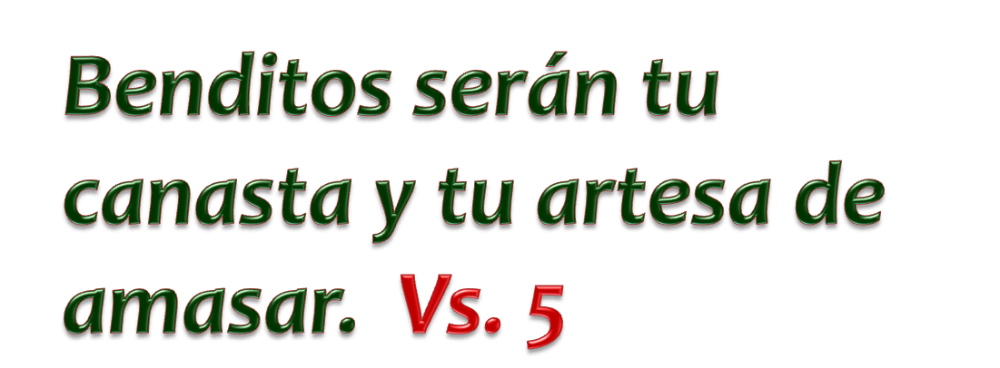 Benditos serán tu
canasta y tu artesa de
amasar. Vs. 5